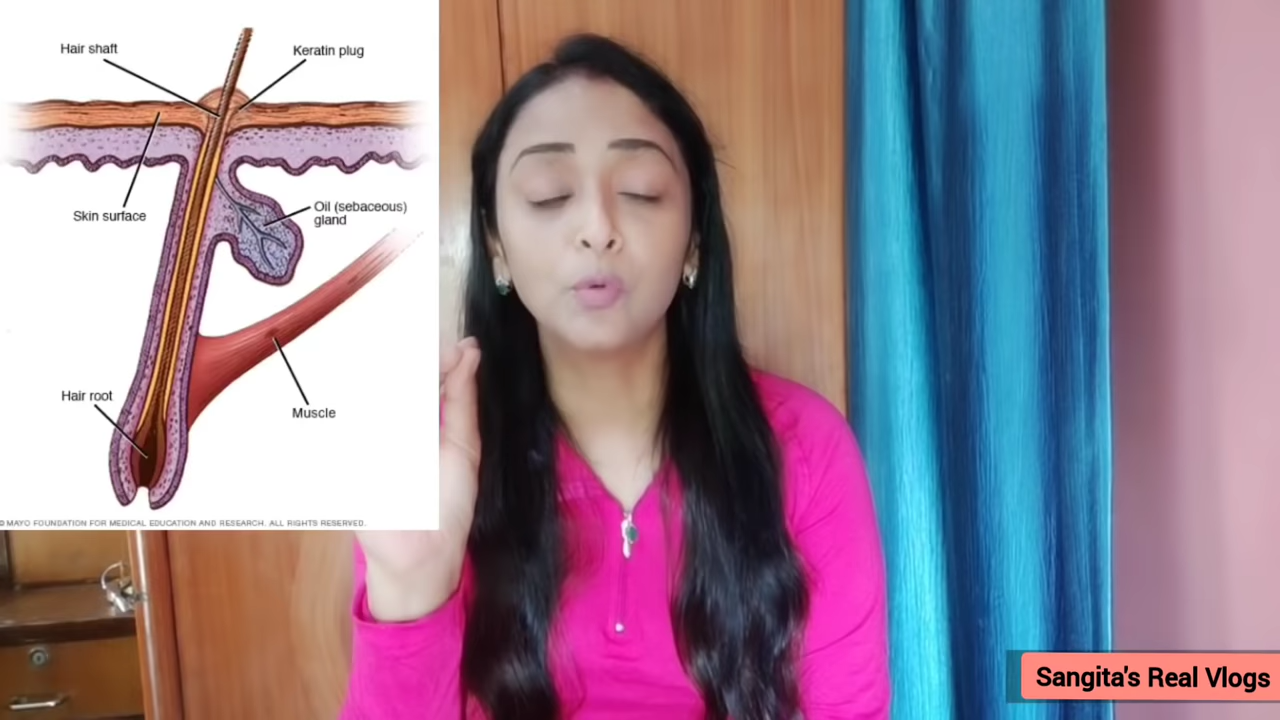 Hair shaft
Keratin plug
Skin surface
Oil (sebaceous)
gland
Hair root
Muscle
© MAYO FOUNDATION FOR MEDICAL EDUCATION AND RESEARCH. ALL RIGHTS RESERVED.
Sangita's Real Vlogs